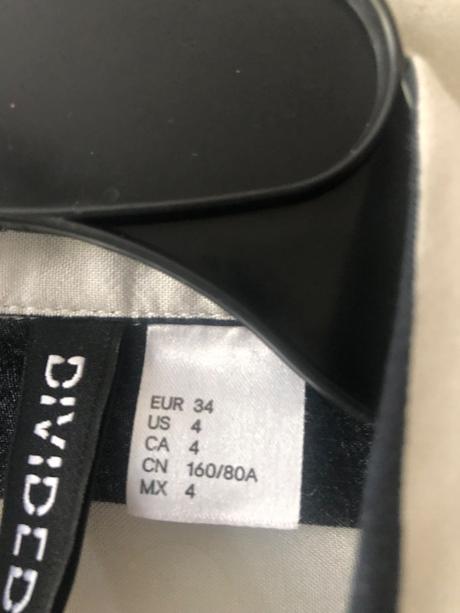 DIVIDED
EUR 34
US 4
CA 4
CN 160/80A
MX 4